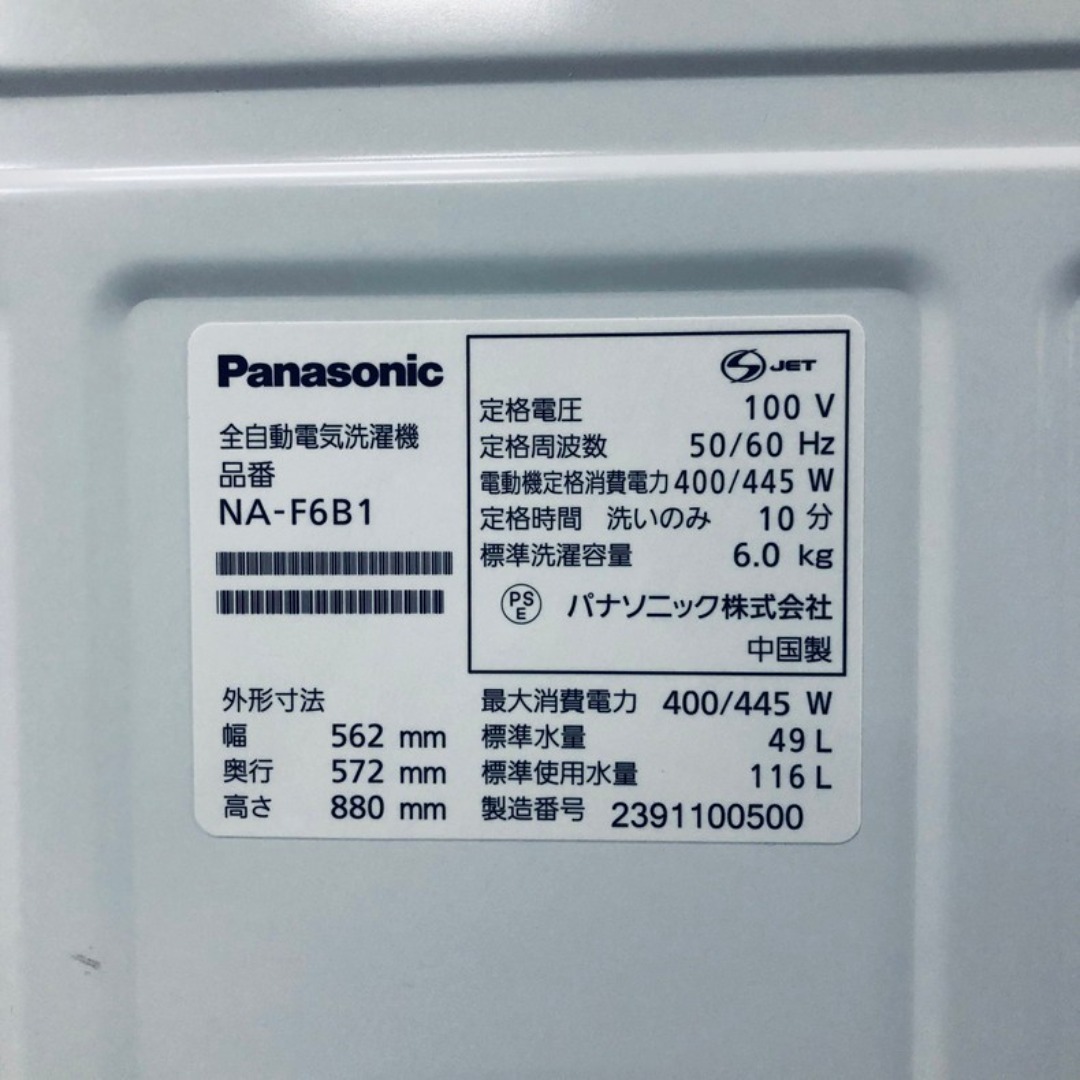 Panasonic
全自動電気洗濯機
品番
NA-F6B1
外形寸法
幅 562 mm
奥行 572 mm
高さ 880 mm
JET
定格電圧 100 V
定格周波数 50/60 Hz
電動機定格消費電力 400/445 W
定格時間 洗いのみ 10 分
標準洗濯容量 6.0 kg
PS
E
パナソニック株式会社
中国製
最大消費電力 400/445 W
標準水量 49 L
標準使用水量 116 L
製造番号 2391100500